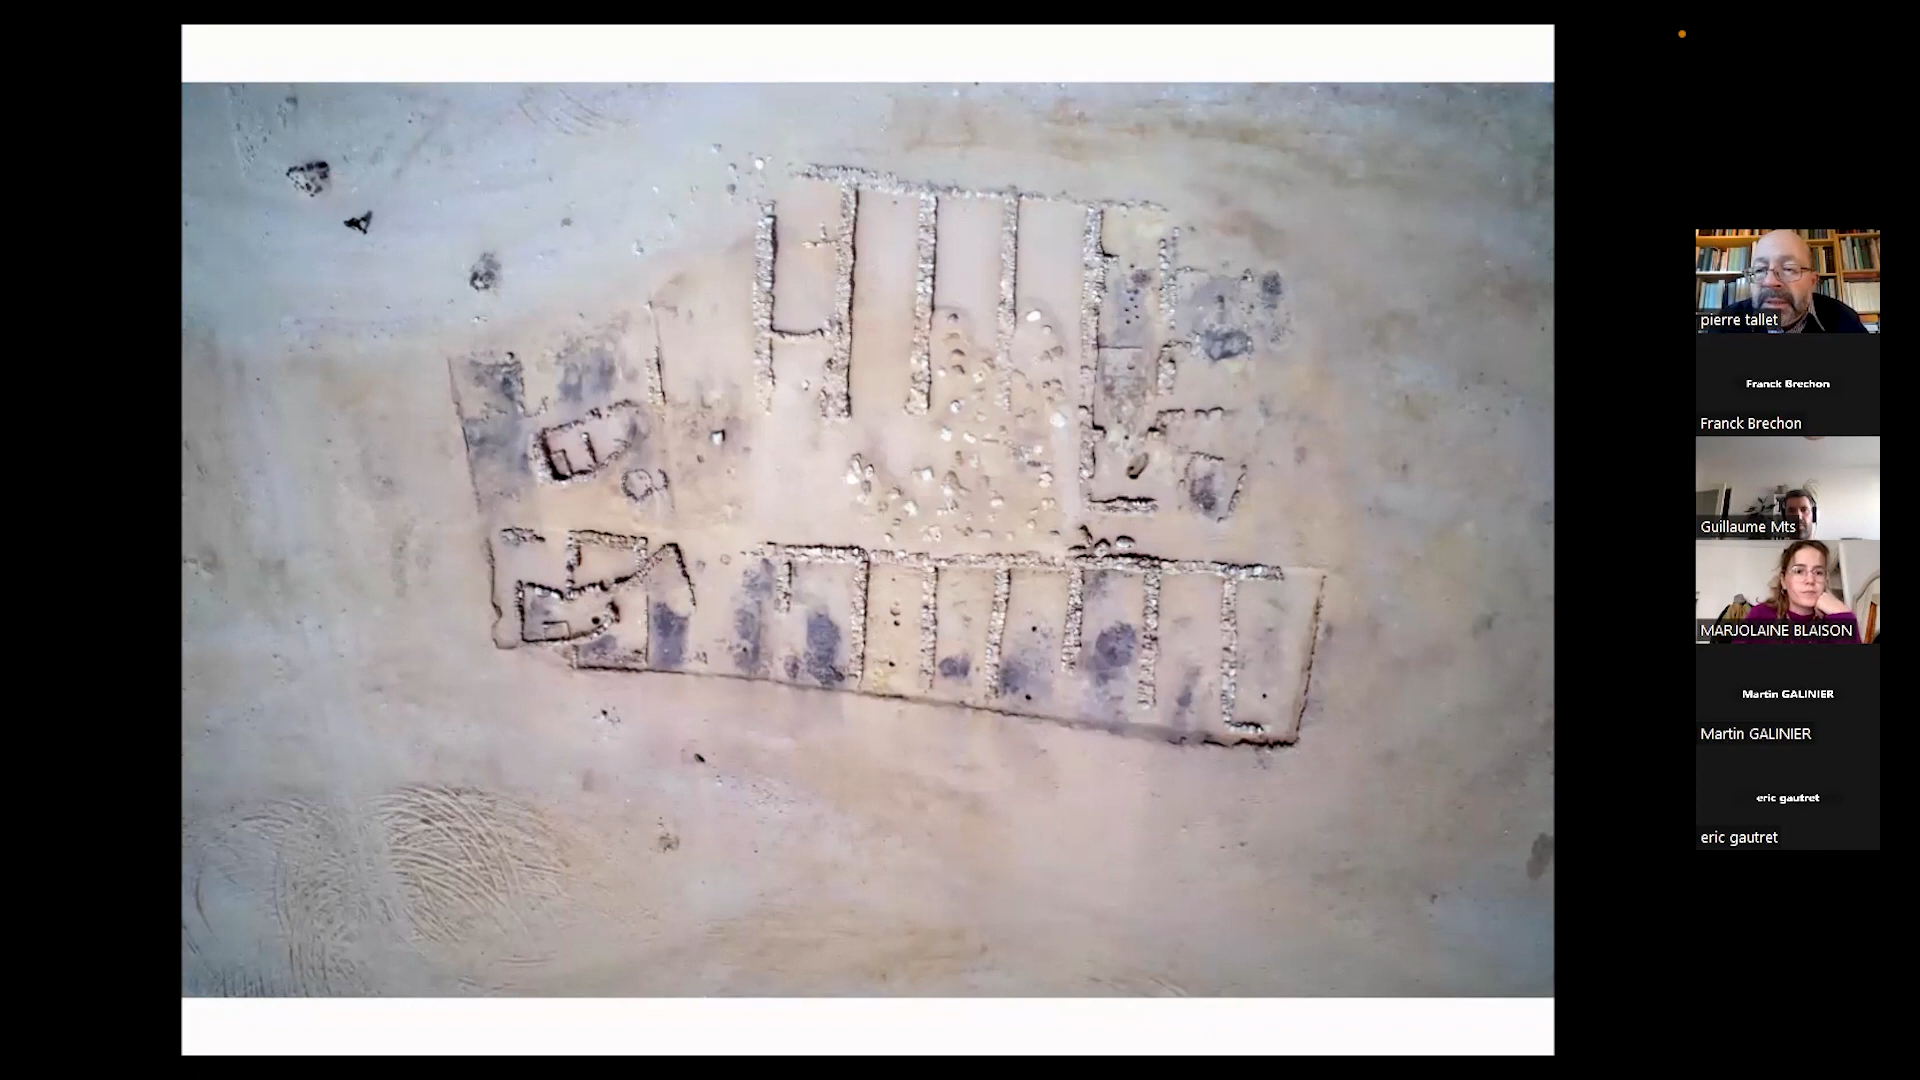 pierre tallet
Franck Brechon
Franck Brechon
Guillaume Mts
MARJOLAINE BLAISON
Martin GALINIER
Martin GALINIER
eric gautret
eric gautret